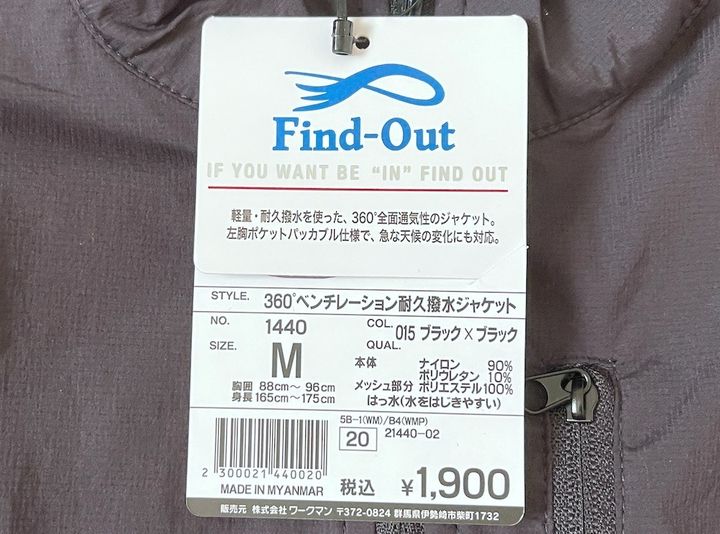 Find-Out
IF YOU WANT BE “IN” FIND OUT
軽量・耐久撥水を使った、360°全面通気性のジャケット。
左胸ポケットパッカブル仕様で、急な天候の変化にも対応。
STYLE. 360°ベンチレーション耐久撥水ジャケット
NO. 1440
COL. 015 ブラック×ブラック
SIZE. M
QUAL.
本体 ナイロン 90%
ポリウレタン 10%
メッシュ部分 ポリエステル100%
胸囲 88cm～ 96cm
身長 165cm～175cm
はっ水(水をはじきやすい)
5B-1(WM)/B4(WMP)
20 21440-02
2 300021 440020
MADE IN MYANMAR
税込 ¥1,900
販売元 株式会社 ワークマン 〒372-0824 群馬県伊勢崎市柴町1732